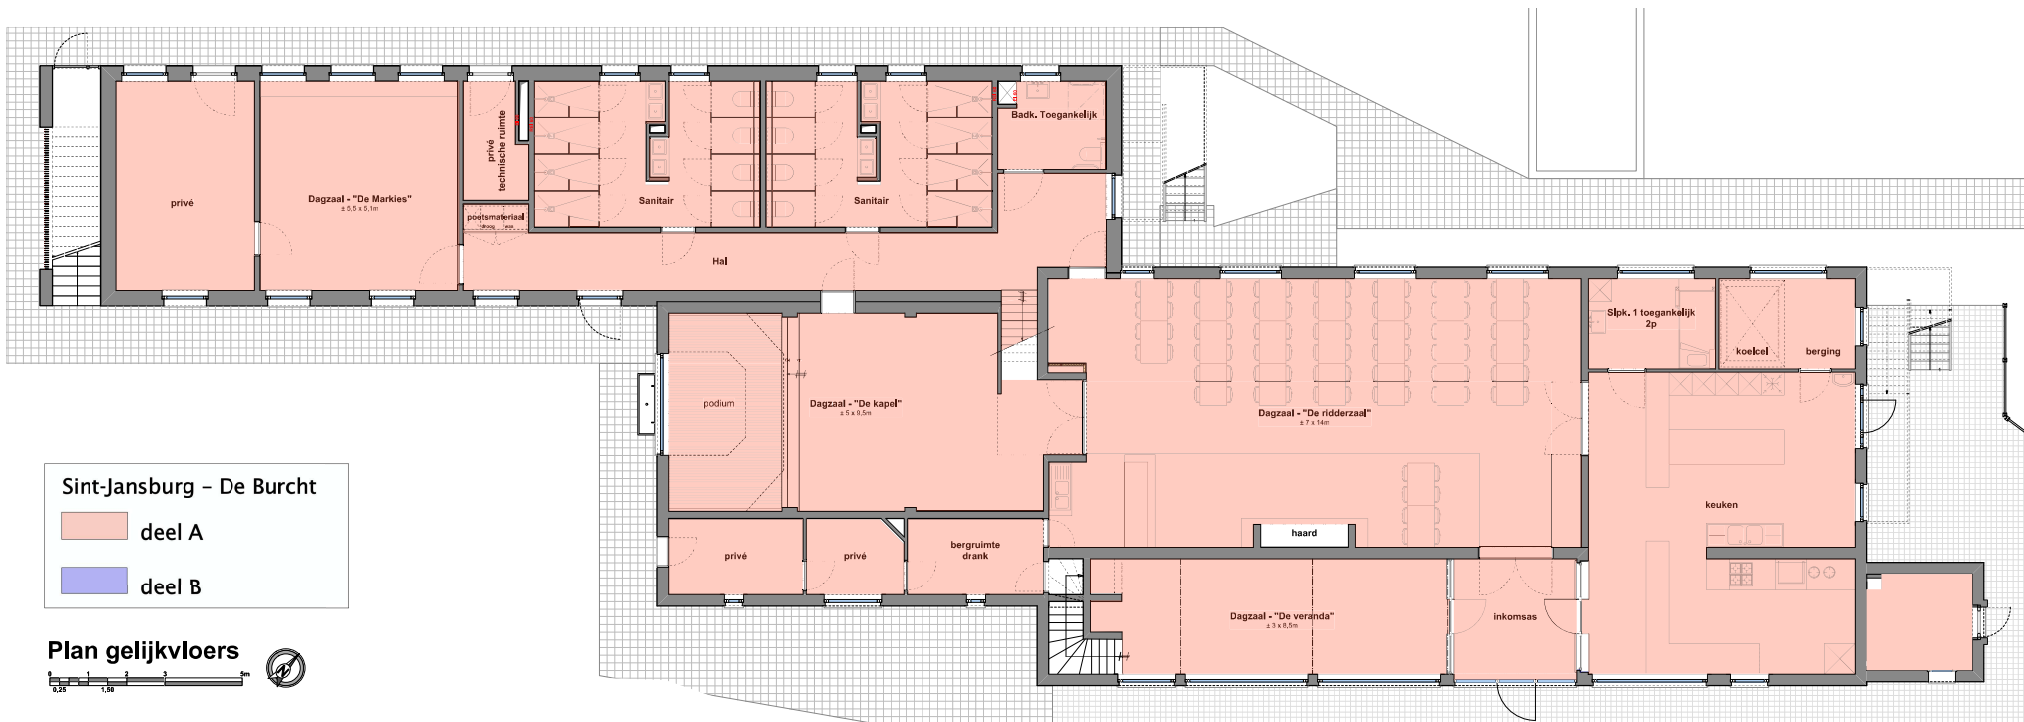 privé
Dagzaal - "De Markies"
± 5,5 x 5,1m
privé
technische ruimte
poetsmateriaal
droog
Sanitair
Sanitair
Badk. Toegankelijk
Hal
podium
Dagzaal - "De kapel"
± 5 x 9,5m
Dagzaal - "De ridderzaal"
± 7 x 14m
Slpk. 1 toegankelijk
2p
koelcel
berging
keuken
haard
privé
privé
bergruimte
drank
Dagzaal - "De veranda"
± 3 x 8,5m
inkomsas
Sint-Jansburg – De Burcht
deel A
deel B
Plan gelijkvloers
0 1 2 3 5m
0,25 1,50
N